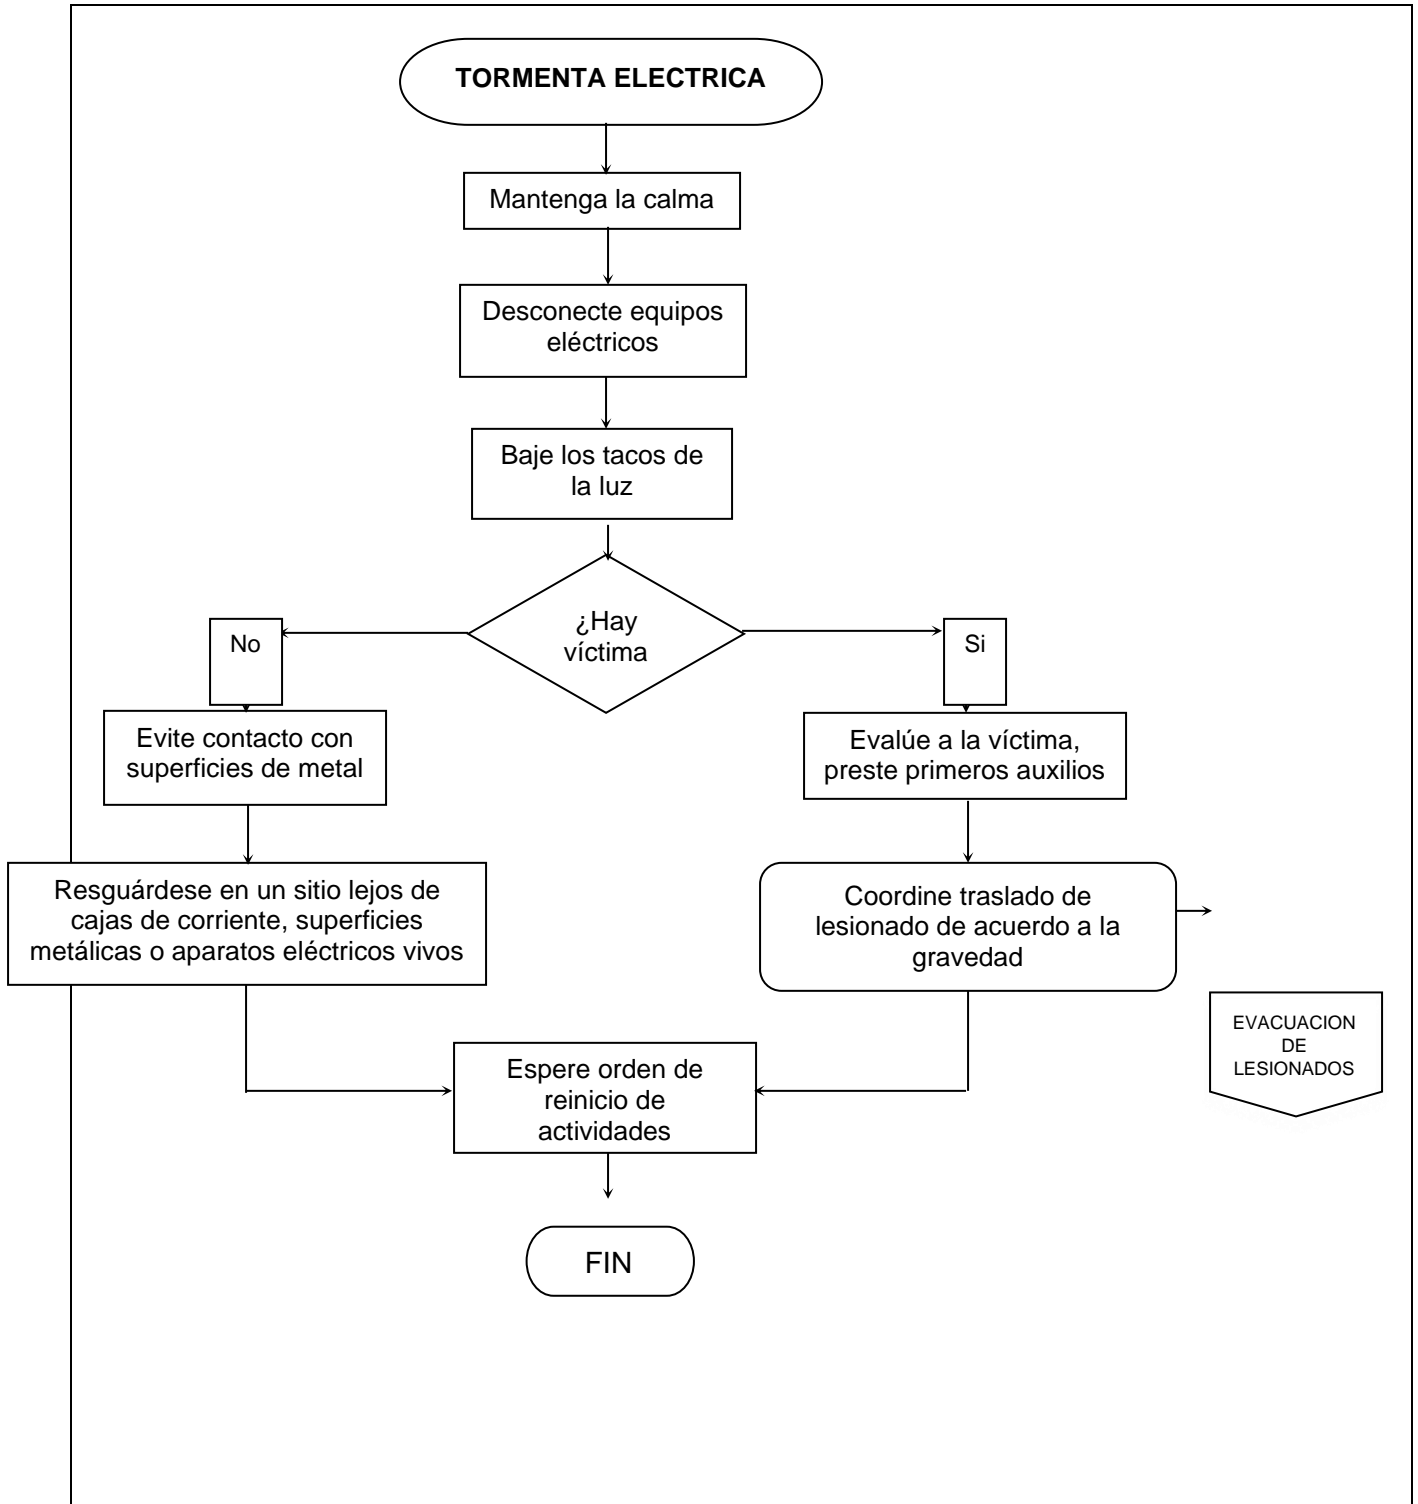 TORMENTA ELECTRICA
Mantenga la calma
Desconecte equipos
eléctricos
Baje los tacos de
la luz
¿Hay
víctima
No
Si
Evite contacto con
superficies de metal
Evalúe a la víctima,
preste primeros auxilios
Resguárdese en un sitio lejos de
cajas de corriente, superficies
metálicas o aparatos eléctricos vivos
Coordine traslado de
lesionado de acuerdo a la
gravedad
EVACUACION
DE
LESIONADOS
Espere orden de
reinicio de
actividades
FIN